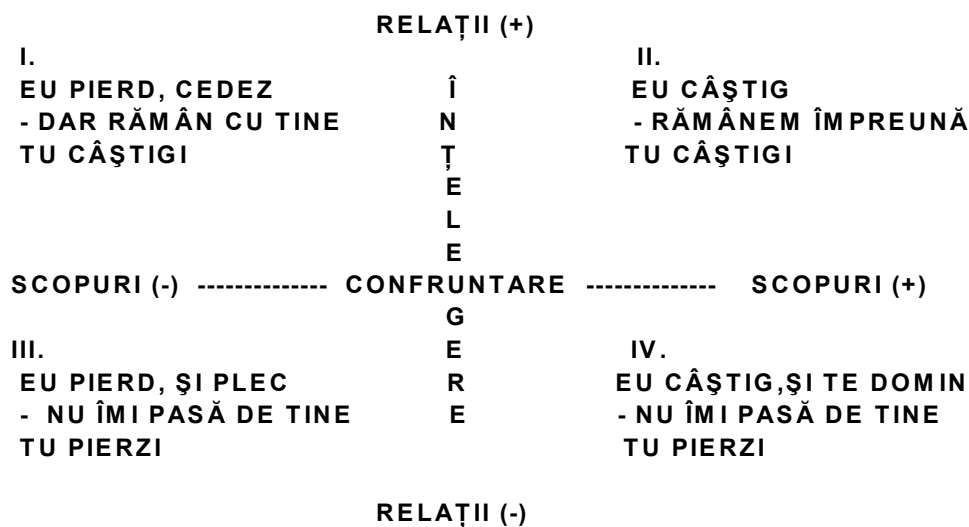 RELAȚII (+)
I. II.
EU PIERD, CEDEZ Î EU CÂŞTIG
- DAR RĂMÂN CU TINE N - RĂMÂNEM ÎMPREUNĂ
TU CÂŞTIGI Ț TU CÂŞTIGI
E
L
E
SCOPURI (-) -------------- CONFRUNTARE -------------- SCOPURI (+)
G
III. E IV.
EU PIERD, ŞI PLEC R EU CÂŞTIG,ŞI TE DOMIN
- NU ÎMI PASĂ DE TINE E - NU ÎMI PASĂ DE TINE
TU PIERZI TU PIERZI
RELAȚII (-)